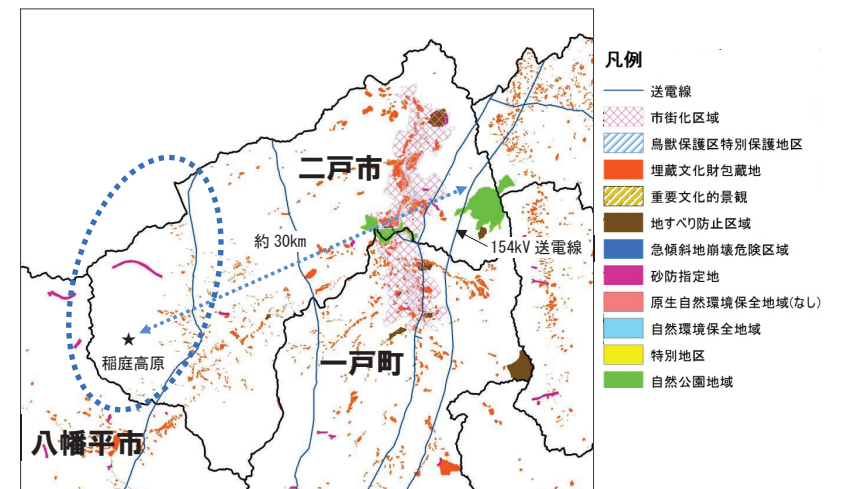 二戸市
約 30km
154kV 送電線
稲庭高原
一戸町
八幡平市
凡例
送電線
市街化区域
鳥獣保護区特別保護地区
埋蔵文化財包蔵地
重要文化的景観
地すべり防止区域
急傾斜地崩壊危険区域
砂防指定地
原生自然環境保全地域(なし)
自然環境保全地域
特別地区
自然公園地域